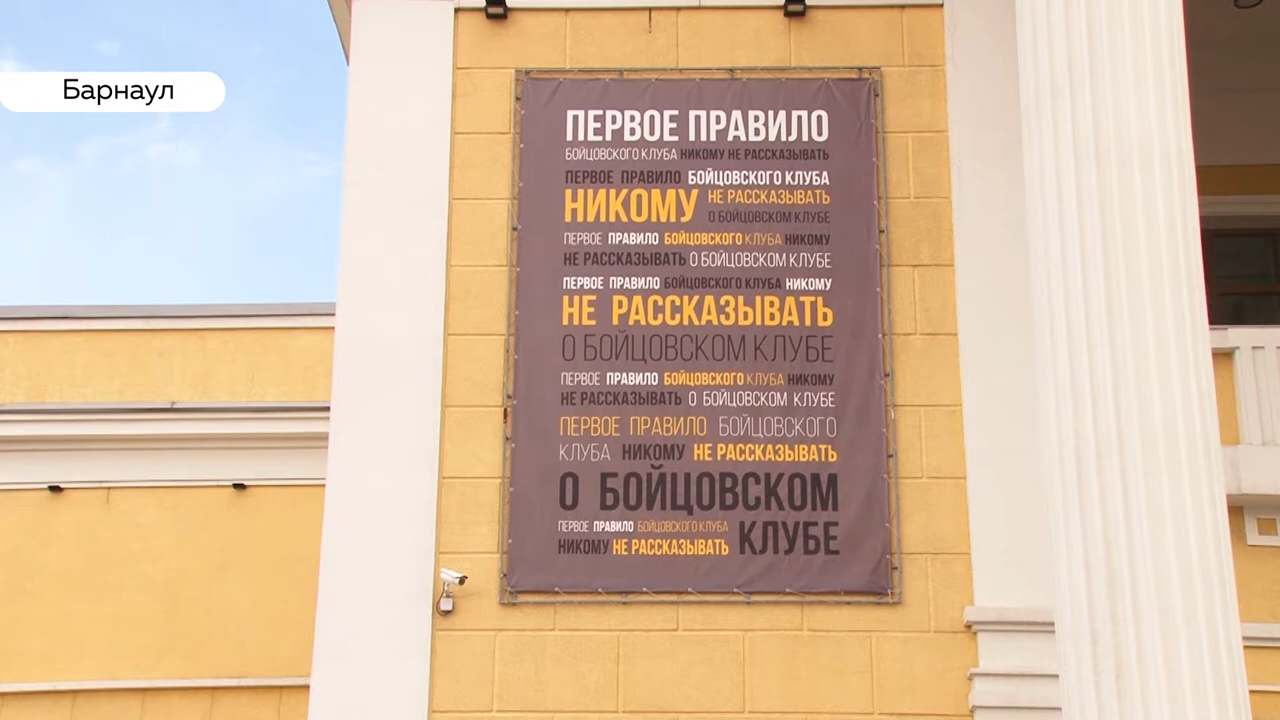 Барнаул
ПЕРВОЕ ПРАВИЛО
БОЙЦОВСКОГО КЛУБА НИКОМУ НЕ РАССКАЗЫВАТЬ
ПЕРВОЕ ПРАВИЛО БОЙЦОВСКОГО КЛУБА
НИКОМУ НЕ РАССКАЗЫВАТЬ
О БОЙЦОВСКОМ КЛУБЕ
ПЕРВОЕ ПРАВИЛО БОЙЦОВСКОГО КЛУБА НИКОМУ
НЕ РАССКАЗЫВАТЬ О БОЙЦОВСКОМ КЛУБЕ
ПЕРВОЕ ПРАВИЛО БОЙЦОВСКОГО КЛУБА НИКОМУ
НЕ РАССКАЗЫВАТЬ
О БОЙЦОВСКОМ КЛУБЕ
ПЕРВОЕ ПРАВИЛО БОЙЦОВСКОГО КЛУБА НИКОМУ
НЕ РАССКАЗЫВАТЬ О БОЙЦОВСКОМ КЛУБЕ
ПЕРВОЕ ПРАВИЛО БОЙЦОВСКОГО
КЛУБА НИКОМУ НЕ РАССКАЗЫВАТЬ
О БОЙЦОВСКОМ
КЛУБЕ
ПЕРВОЕ ПРАВИЛО БОЙЦОВСКОГО КЛУБА
НИКОМУ НЕ РАССКАЗЫВАТЬ